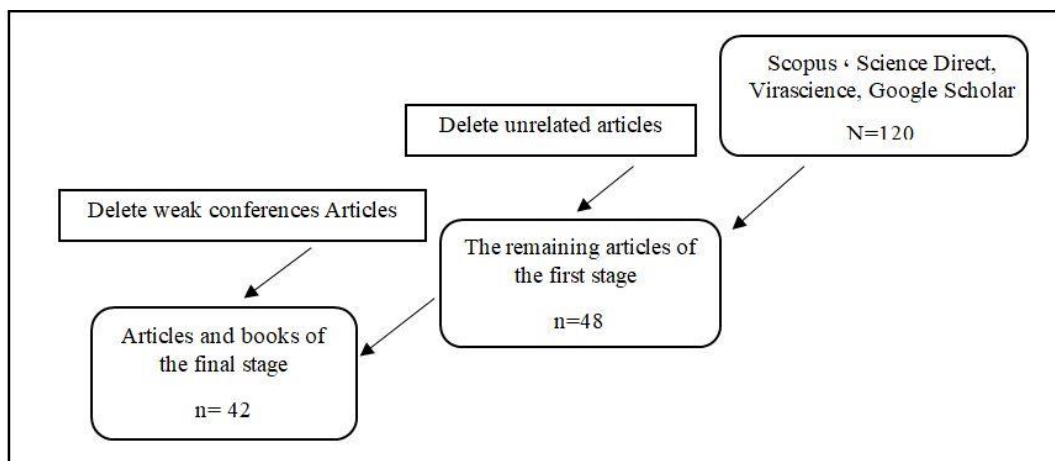 Scopus ، Science Direct,
Virascience, Google Scholar
N=120
Delete unrelated articles
Delete weak conferences Articles
The remaining articles of
the first stage
n=48
Articles and books of
the final stage
n= 42